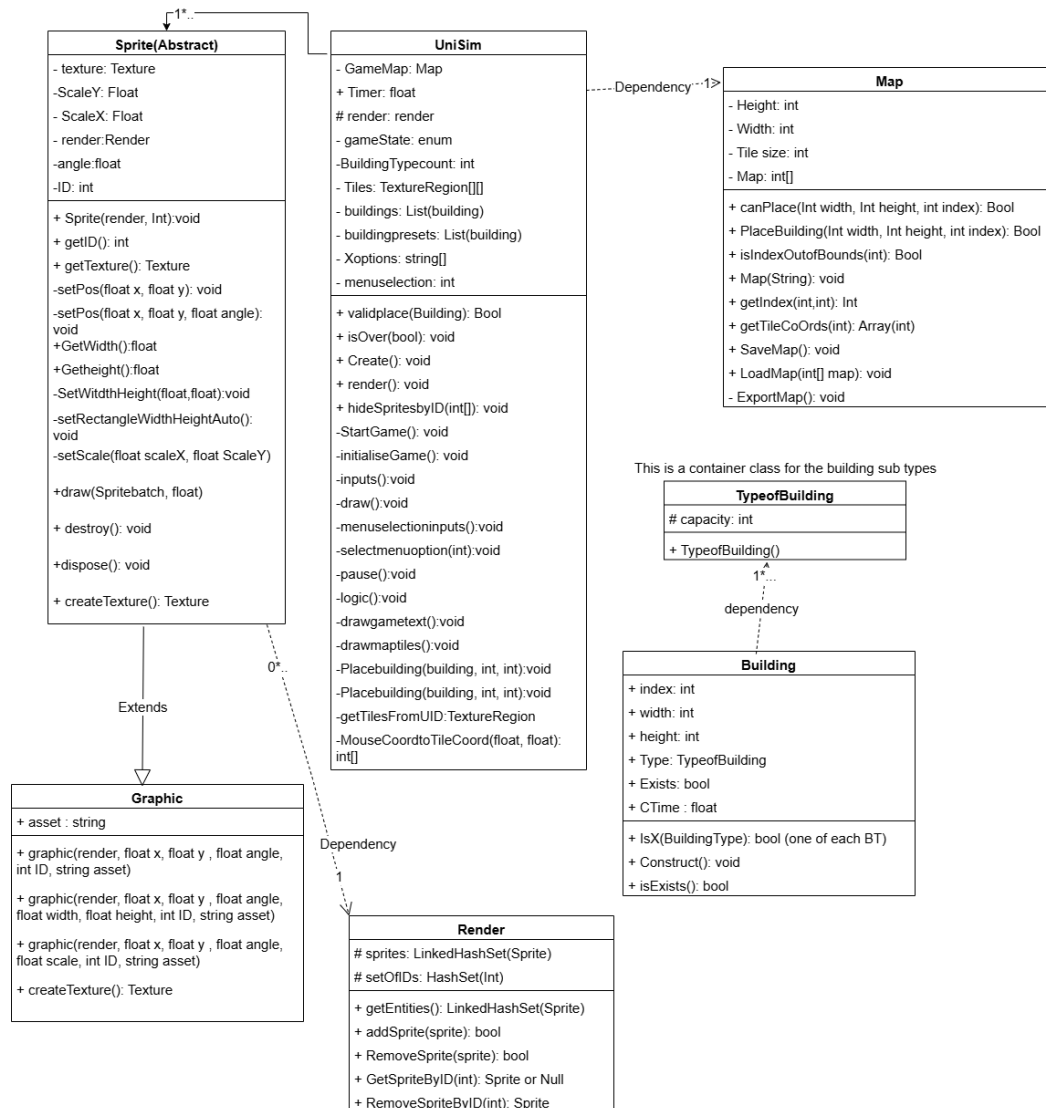 1*..
Sprite(Abstract)
- texture: Texture
-ScaleY: Float
- ScaleX: Float
- render:Render
-angle:float
-ID: int
+ Sprite(render, Int):void
+ getID(): int
+ getTexture(): Texture
-setPos(float x, float y): void
-setPos(float x, float y, float angle):
void
+GetWidth():float
+Getheight():float
-SetWitdthHeight(float,float):void
-setRectangleWidthHeightAuto():
void
-setScale(float scaleX, float ScaleY)
+draw(Spritebatch, float)
+ destroy(): void
+dispose(): void
+ createTexture(): Texture
UniSim
- GameMap: Map
+ Timer: float
# render: render
- gameState: enum
-BuildingTypecount: int
- Tiles: TextureRegion[][]
- buildings: List(building)
- buildingpresets: List(building)
- Xoptions: string[]
- menuselection: int
+ validplace(Building): Bool
+ isOver(bool): void
+ Create(): void
+ render(): void
+ hideSpritesbyID(int[]): void
-StartGame(): void
-initialiseGame(): void
-inputs():void
-draw():void
-menuselectioninputs():void
-selectmenuoption(int):void
-pause():void
-logic():void
-drawgametext():void
-drawmaptiles():void
-Placebuilding(building, int, int):void
-Placebuilding(building, int, int):void
-getTilesFromUID:TextureRegion
-MouseCoordtoTileCoord(float, float):
int[]
Dependency
1
Map
- Height: int
- Width: int
- Tile size: int
- Map: int[]
+ canPlace(Int width, Int height, int index): Bool
+ PlaceBuilding(Int width, Int height, int index): Bool
+ isIndexOutofBounds(int): Bool
+ Map(String): void
+ getIndex(int,int): Int
+ getTileCoOrds(int): Array(int)
+ SaveMap(): void
+ LoadMap(int[] map): void
- ExportMap(): void
This is a container class for the building sub types
TypeofBuilding
# capacity: int
+ TypeofBuilding()
1*...
dependency
Building
+ index: int
+ width: int
+ height: int
+ Type: TypeofBuilding
+ Exists: bool
+ CTime : float
+ IsX(BuildingType): bool (one of each BT)
+ Construct(): void
+ isExists(): bool
Extends
0*..
Dependency
1
Graphic
+ asset : string
+ graphic(render, float x, float y , float angle,
int ID, string asset)
+ graphic(render, float x, float y , float angle,
float width, float height, int ID, string asset)
+ graphic(render, float x, float y , float angle,
float scale, int ID, string asset)
+ createTexture(): Texture
Render
# sprites: LinkedHashSet(Sprite)
# setOfIDs: HashSet(Int)
+ getEntities(): LinkedHashSet(Sprite)
+ addSprite(sprite): bool
+ RemoveSprite(sprite): bool
+ GetSpriteByID(int): Sprite or Null
+ RemoveSpriteByID(int): Sprite